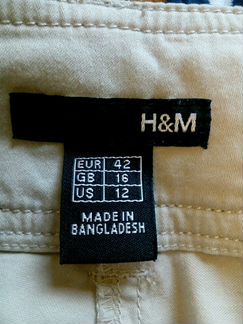 H&M
EUR 42
GB 16
US 12
MADE IN
BANGLADESH